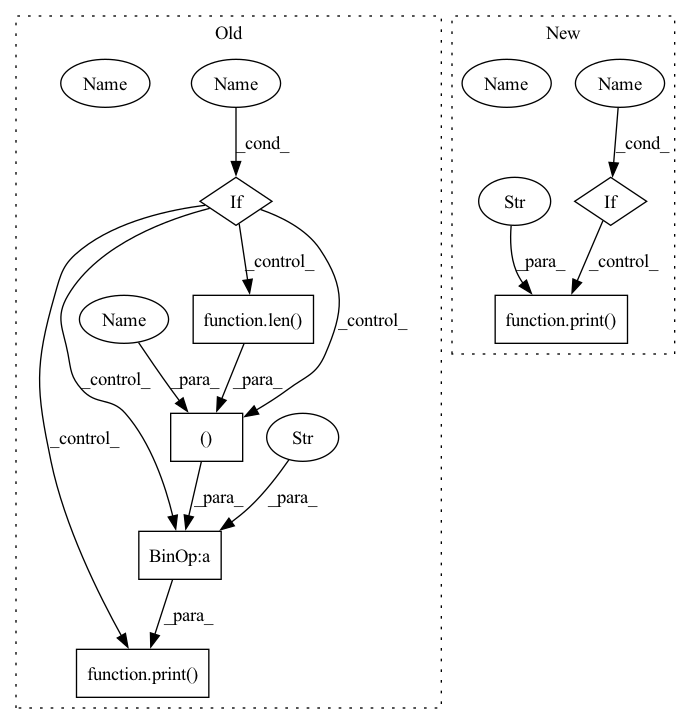 Old
New
Name
Name
Name
Name
_cond_
_cond_
If
Str
If
_control_
_para_
_control_
Name
function.len()
function.print()
_control_
_control_
_para_
_para_
_control_
()
Str
_para_
_para_
BinOp:a
_para_
function.print()